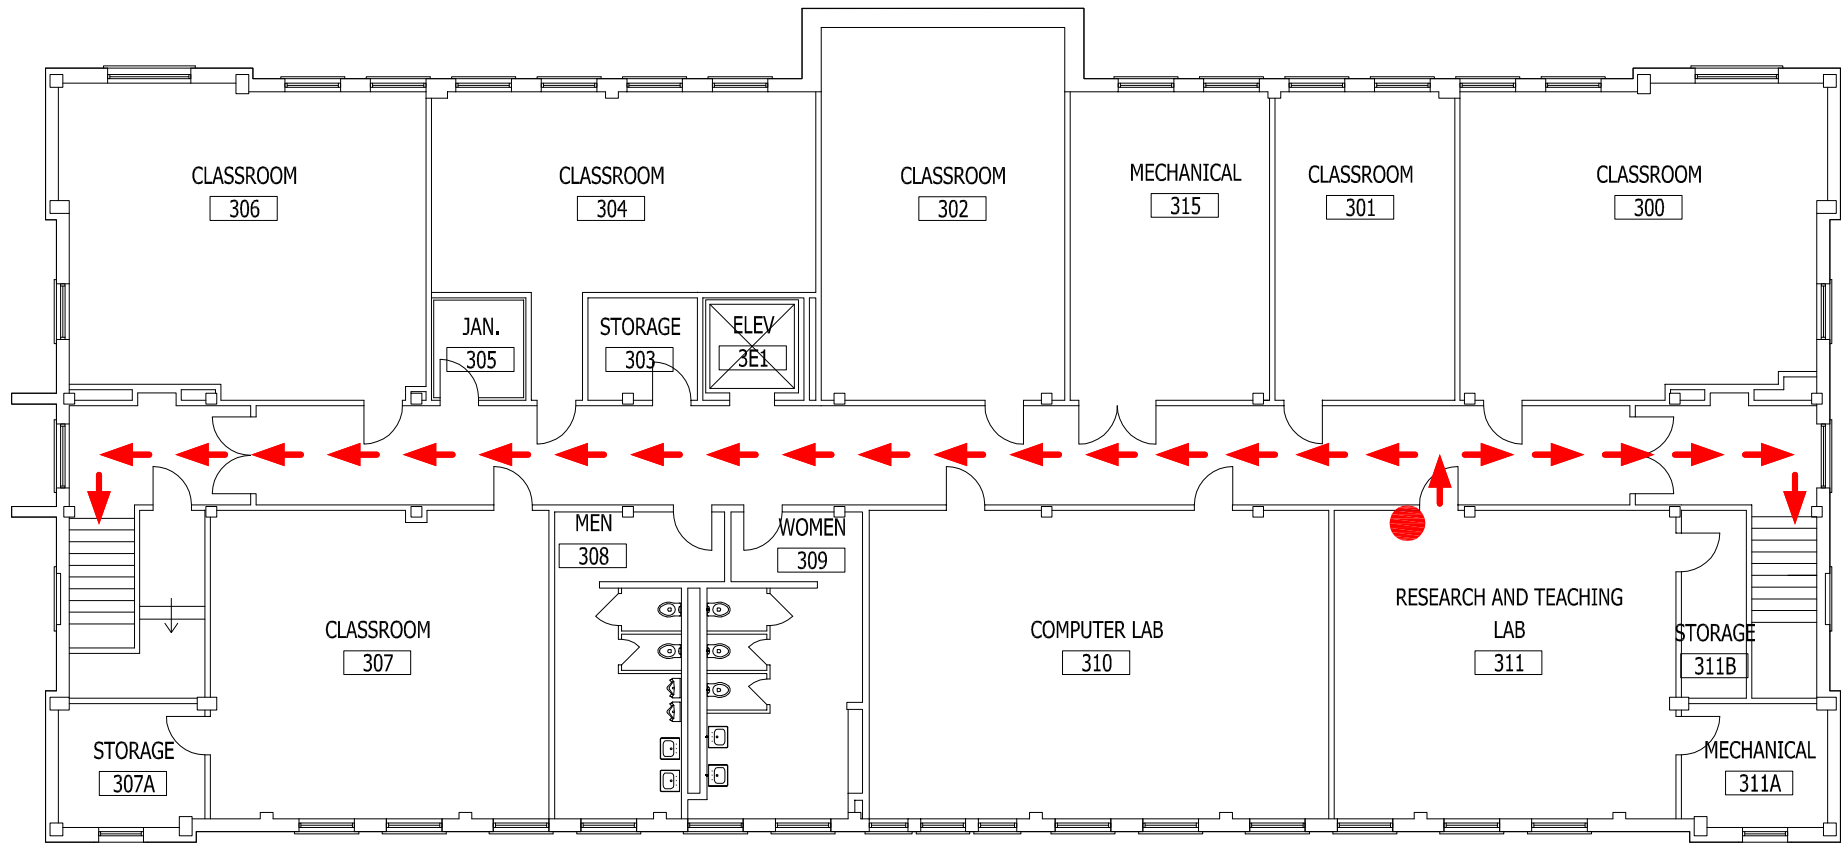 CLASSROOM
306
CLASSROOM
304
CLASSROOM
302
MECHANICAL
315
CLASSROOM
301
CLASSROOM
300
JAN.
305
STORAGE
303
ELEV
3E1
MEN
308
WOMEN
309
CLASSROOM
307
COMPUTER LAB
310
RESEARCH AND TEACHING
LAB
311
STORAGE
311B
STORAGE
307A
MECHANICAL
311A